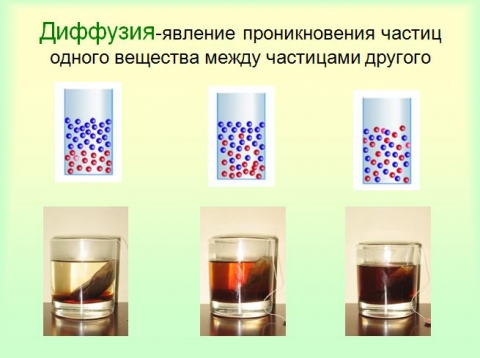 Диффузия-явление проникновения частиц
одного вещества между частицами другого